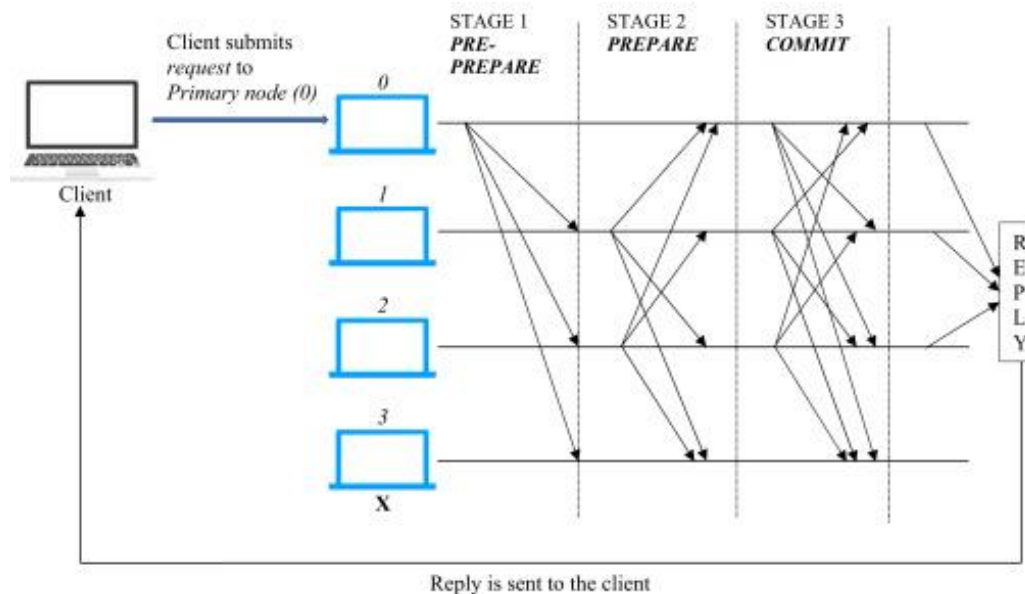 Client submits
request to
Primary node (0)
Client
0
1
2
3
X
STAGE 1
PRE-
PREPARE
STAGE 2
PREPARE
STAGE 3
COMMIT
R
E
P
L
Y
Reply is sent to the client